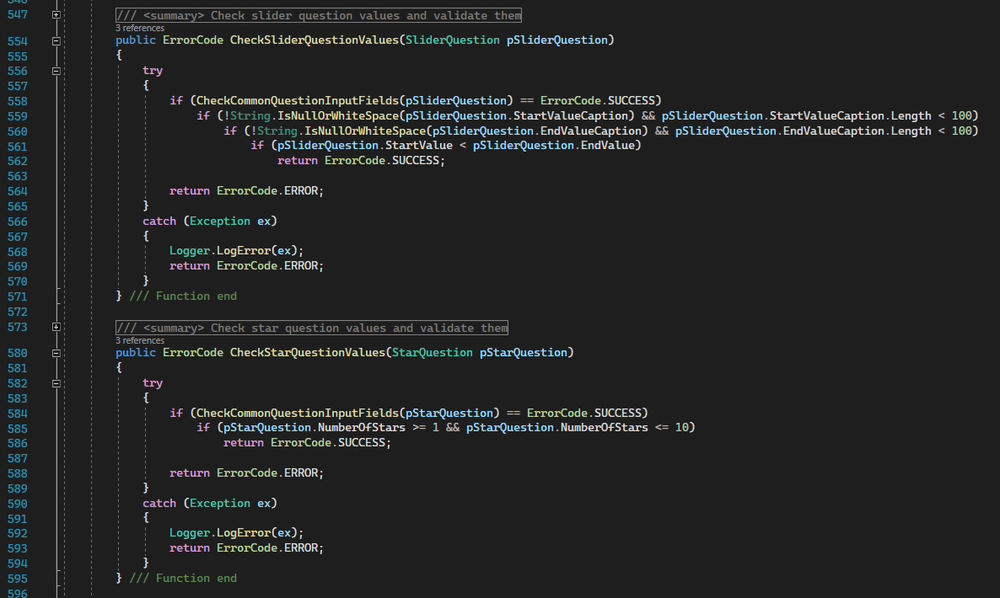 546
547 /// <summary> Check slider question values and validate them
3 references
554 public ErrorCode CheckSliderQuestionValues(SliderQuestion pSliderQuestion)
555 {
556 try
557 {
558 if (CheckCommonQuestionInputFields(pSliderQuestion) == ErrorCode.SUCCESS)
559 if (!String.IsNullOrWhiteSpace(pSliderQuestion.StartValueCaption) && pSliderQuestion.StartValueCaption.Length < 100)
560 if (!String.IsNullOrWhiteSpace(pSliderQuestion.EndValueCaption) && pSliderQuestion.EndValueCaption.Length < 100)
561 if (pSliderQuestion.StartValue < pSliderQuestion.EndValue)
562 return ErrorCode.SUCCESS;
563
564 return ErrorCode.ERROR;
565 }
566 catch (Exception ex)
567 {
568 Logger.LogError(ex);
569 return ErrorCode.ERROR;
570 }
571 } /// Function end
572
573 /// <summary> Check star question values and validate them
3 references
580 public ErrorCode CheckStarQuestionValues(StarQuestion pStarQuestion)
581 {
582 try
583 {
584 if (CheckCommonQuestionInputFields(pStarQuestion) == ErrorCode.SUCCESS)
585 if (pStarQuestion.NumberOfStars >= 1 && pStarQuestion.NumberOfStars <= 10)
586 return ErrorCode.SUCCESS;
587
588 return ErrorCode.ERROR;
589 }
590 catch (Exception ex)
591 {
592 Logger.LogError(ex);
593 return ErrorCode.ERROR;
594 }
595 } /// Function end
596